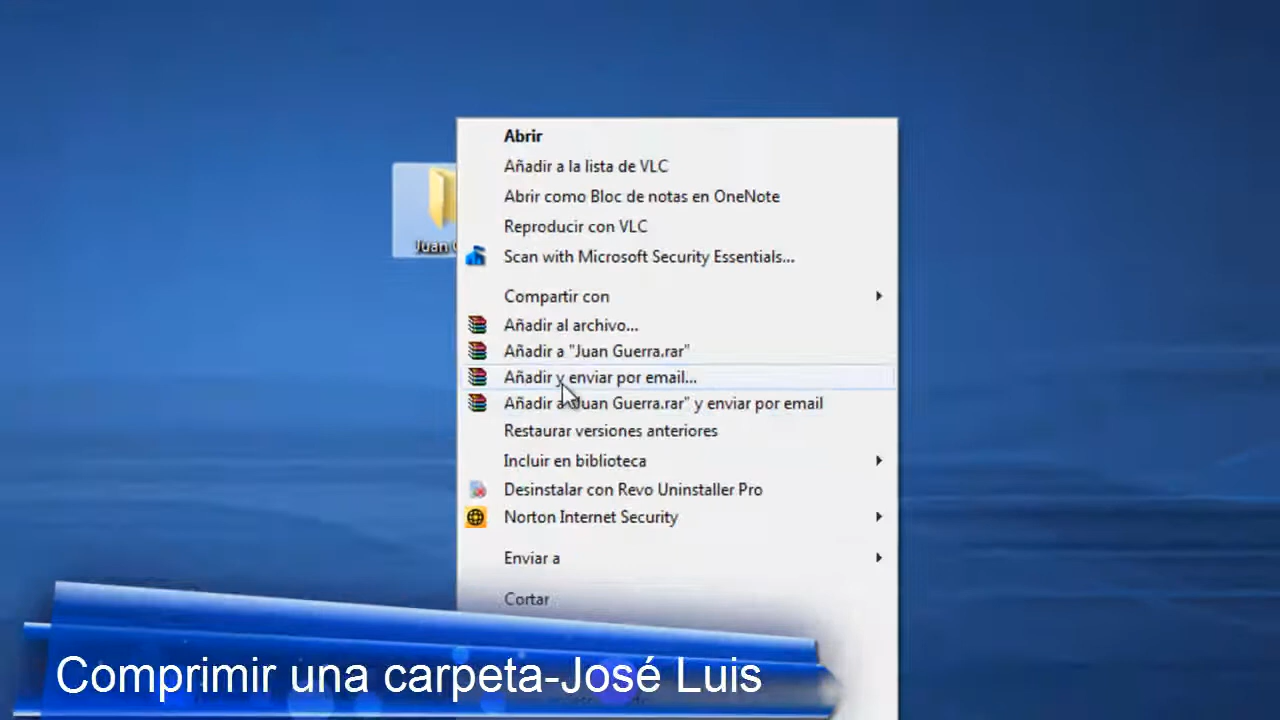 Abrir
Añadir a la lista de VLC
Abrir como Bloc de notas en OneNote
Reproducir con VLC
Juan
Scan with Microsoft Security Essentials...
Compartir con
Añadir al archivo...
Añadir a "Juan Guerra.rar"
Añadir y enviar por email...
Añadir a "Juan Guerra.rar" y enviar por email
Restaurar versiones anteriores
Incluir en biblioteca
Desinstalar con Revo Uninstaller Pro
Norton Internet Security
Enviar a
Cortar
Comprimir una carpeta-José Luis